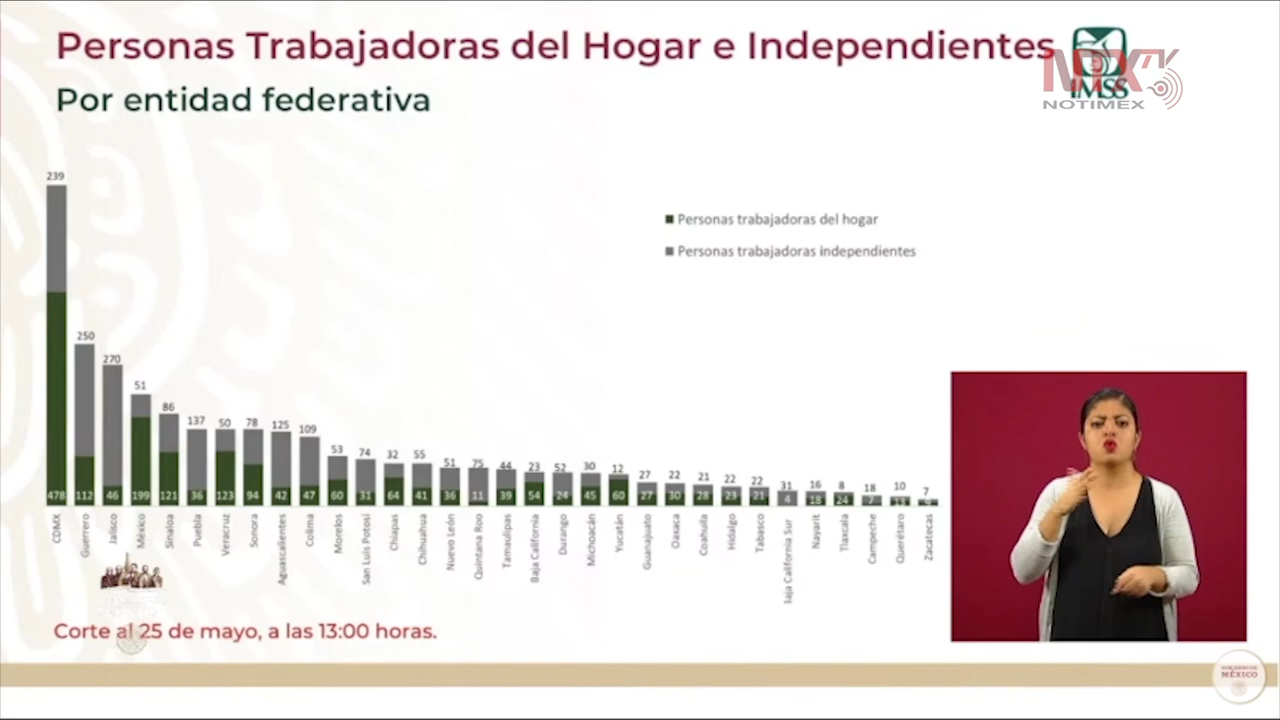 Personas Trabajadoras del Hogar e Independientes
Por entidad federativa
IMSS
NOTIMEX
Personas trabajadoras del hogar
Personas trabajadoras independientes
239
250
270
51
86
137
50
78
125
109
53
74
32
55
51
75
44
23
52
30
12
27
22
21
22
22
31
16
8
18
10
7
478 112 46 199 121 36 123 94 42 47 60 31 64 41 36 11 39 54 24 45 60 27 30 28 23 21 4 18 24 7
CDMX
Guerrero
Jalisco
México
Sinaloa
Puebla
Veracruz
Sonora
Aguascalientes
Colima
Morelos
San Luis Potosí
Chiapas
Chihuahua
Nuevo León
Quintana Roo
Tamaulipas
Baja California
Durango
Michoacán
Yucatán
Guanajuato
Oaxaca
Coahuila
Hidalgo
Tabasco
Baja California Sur
Nayarit
Tlaxcala
Campeche
Querétaro
Zacatecas
Corte al 25 de mayo, a las 13:00 horas.
GOBIERNO DE
MÉXICO